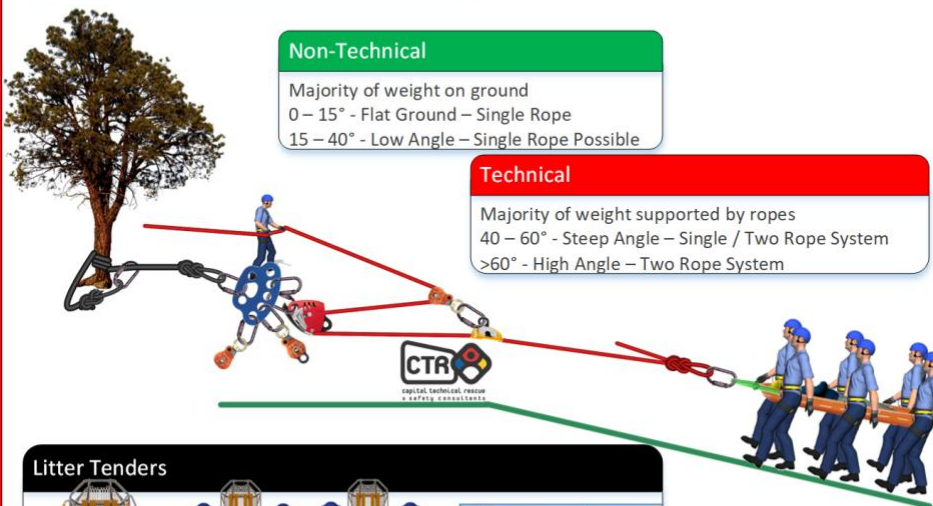 Non-Technical
Majority of weight on ground
0 – 15° - Flat Ground – Single Rope
15 – 40° - Low Angle – Single Rope Possible
Technical
Majority of weight supported by ropes
40 – 60° - Steep Angle – Single / Two Rope System
>60° - High Angle – Two Rope System
CTR
capital technical rescue
& safety consultants
Litter Tenders